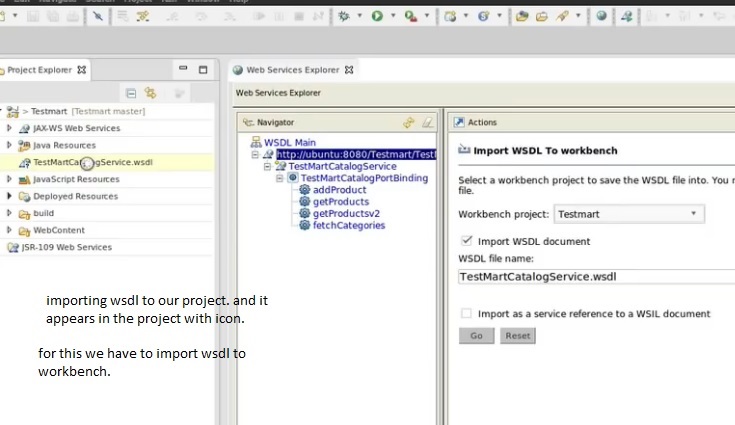 Project Explorer
Web Services Explorer
Web Services Explorer
> Testmart [Testmart master]
JAX-WS Web Services
Java Resources
TestMartCatalogService.wsdl
JavaScript Resources
Deployed Resources
build
WebContent
JSR-109 Web Services
Navigator
WSDL Main
http://ubuntu:8080/Testmart/Test
TestMartCatalogService
TestMartCatalogPortBinding
addProduct
getProducts
getProductsv2
fetchCategories
Actions
Import WSDL To workbench
Select a workbench project to save the WSDL file into. You
file.
Workbench project: Testmart
Import WSDL document
WSDL file name:
TestMartCatalogService.wsdl
Import as a service reference to a WSIL document
Go Reset
importing wsdl to our project. and it
appears in the project with icon.
for this we have to import wsdl to
workbench.